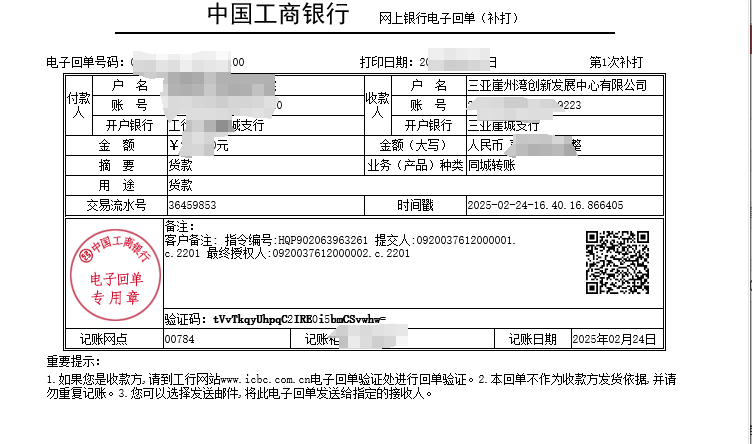 中国工商银行 网上银行电子回单（补打）
电子回单号码： 00 打印日期： 20 日 第1次补打
付款人 户 名 收款人 户 名 三亚崖州湾创新发展中心有限公司
账 号 0 账 号 9223
开户银行 工行 城支行 开户银行 三亚崖城支行
金 额 ￥ 元 金额（大写） 人民币 整
摘 要 货款 业务（产品）种类 同城转账
用 途 货款
交易流水号 36459853 时间戳 2025-02-24-16.40.16.866405
中国工商银行
电子回单
专用章
备注：
客户备注： 指令编号:HQP902063963261 提交人:0920037612000001.
c.2201 最终授权人:0920037612000002.c.2201
验证码： tVvTkqyUhpqC2IRE0i5bmCSvwhw=
记账网点 00784 记账柜 记账日期 2025年02月24日
重要提示：
1.如果您是收款方,请到工行网站www.icbc.com.cn电子回单验证处进行回单验证。2.本回单不作为收款方发货依据,并请
勿重复记账。3.您可以选择发送邮件,将此电子回单发送给指定的接收人。